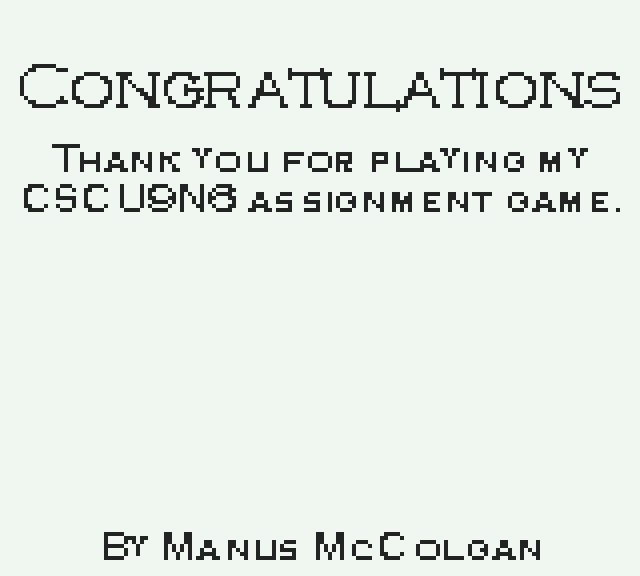 Congratulations
Thank you for playing my
CSCU9N6 assignment game.
By Manus McColgan